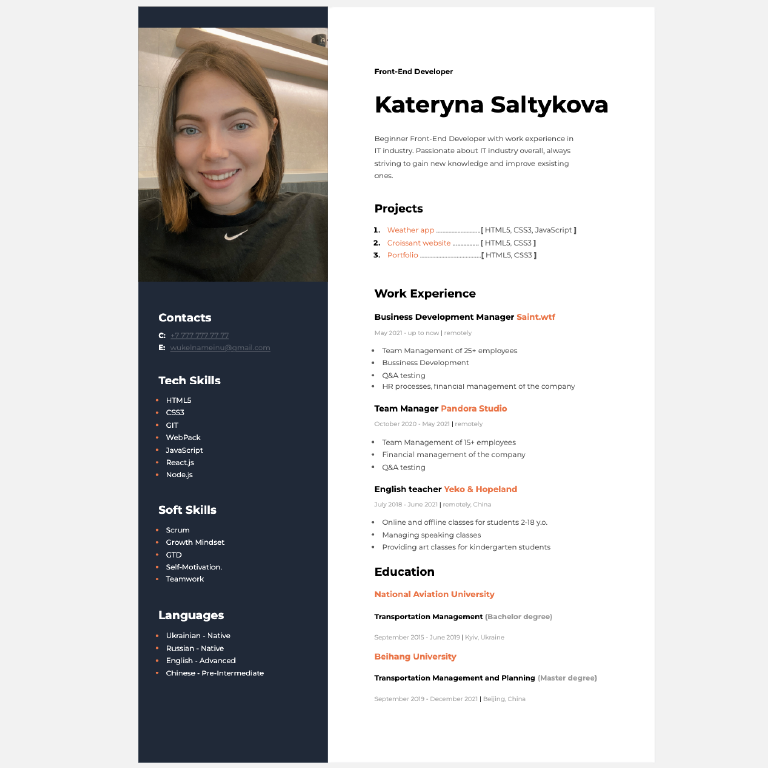 Contacts
C: +7 777 777 77 77
E: wukelnameinu@gmail.com
Tech Skills
HTML5
CSS3
GIT
WebPack
JavaScript
React.js
Node.js
Soft Skills
Scrum
Growth Mindset
GTD
Self-Motivation.
Teamwork
Languages
Ukrainian - Native
Russian - Native
English - Advanced
Chinese - Pre-Intermediate
Front-End Developer
Kateryna Saltykova
Beginner Front-End Developer with work experience in
IT industry. Passionate about IT industry overall, always
striving to gain new knowledge and improve exsisting
ones.
Projects
1. Weather app ..................[ HTML5, CSS3, JavaScript ]
2. Croissant website ........... [ HTML5, CSS3 ]
3. Portfolio .........................[ HTML5, CSS3 ]
Work Experience
Business Development Manager Saint.wtf
May 2021 - up to now | remotely
Team Management of 25+ employees
Bussiness Development
Q&A testing
HR processes, financial management of the company
Team Manager Pandora Studio
October 2020 - May 2021 | remotely
Team Management of 15+ employees
Financial management of the company
Q&A testing
English teacher Yeko & Hopeland
July 2018 - June 2021 | remotely, China
Online and offline classes for students 2-18 y.o.
Managing speaking classes
Providing art classes for kindergarten students
Education
National Aviation University
Transportation Management (Bachelor degree)
September 2015 - June 2019 | Kyiv, Ukraine
Beihang University
Transportation Management and Planning (Master degree)
September 2019 - December 2021 | Beijing, China